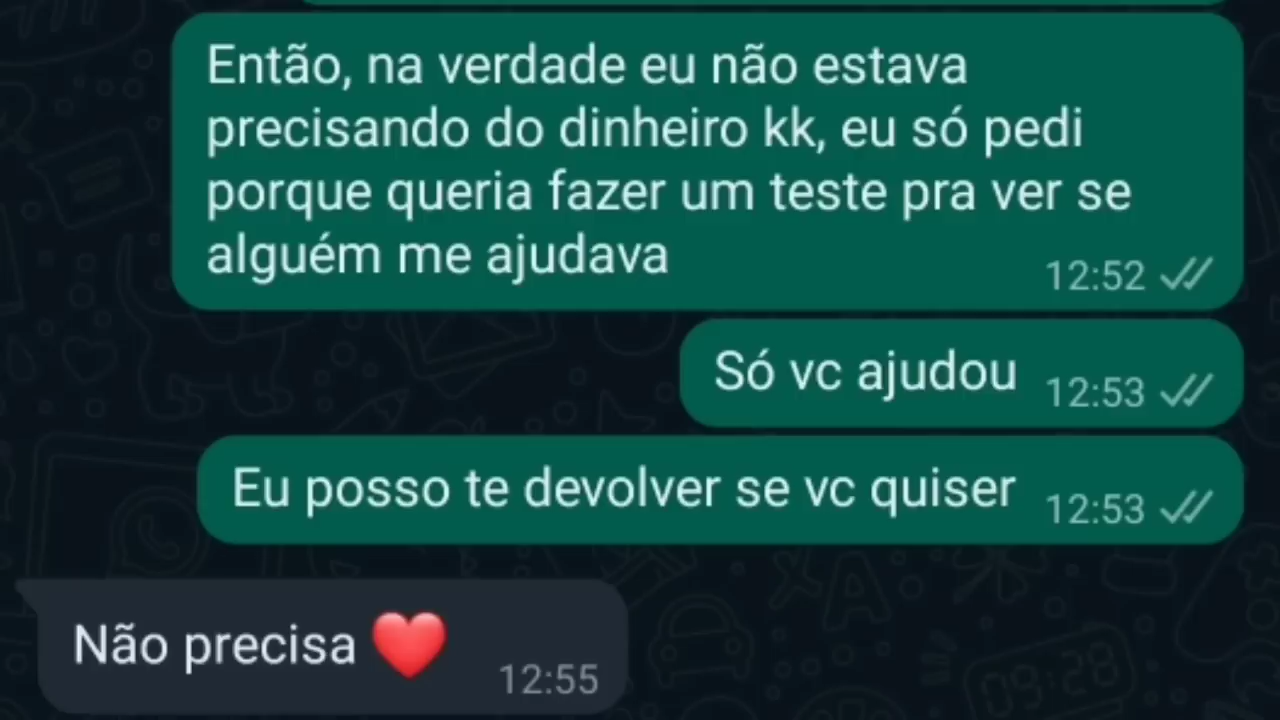 Então, na verdade eu não estava
precisando do dinheiro kk, eu só pedi
porque queria fazer um teste pra ver se
alguém me ajudava
12:52
Só vc ajudou 12:53
Eu posso te devolver se vc quiser 12:53
Não precisa ❤️ 12:55
09:28